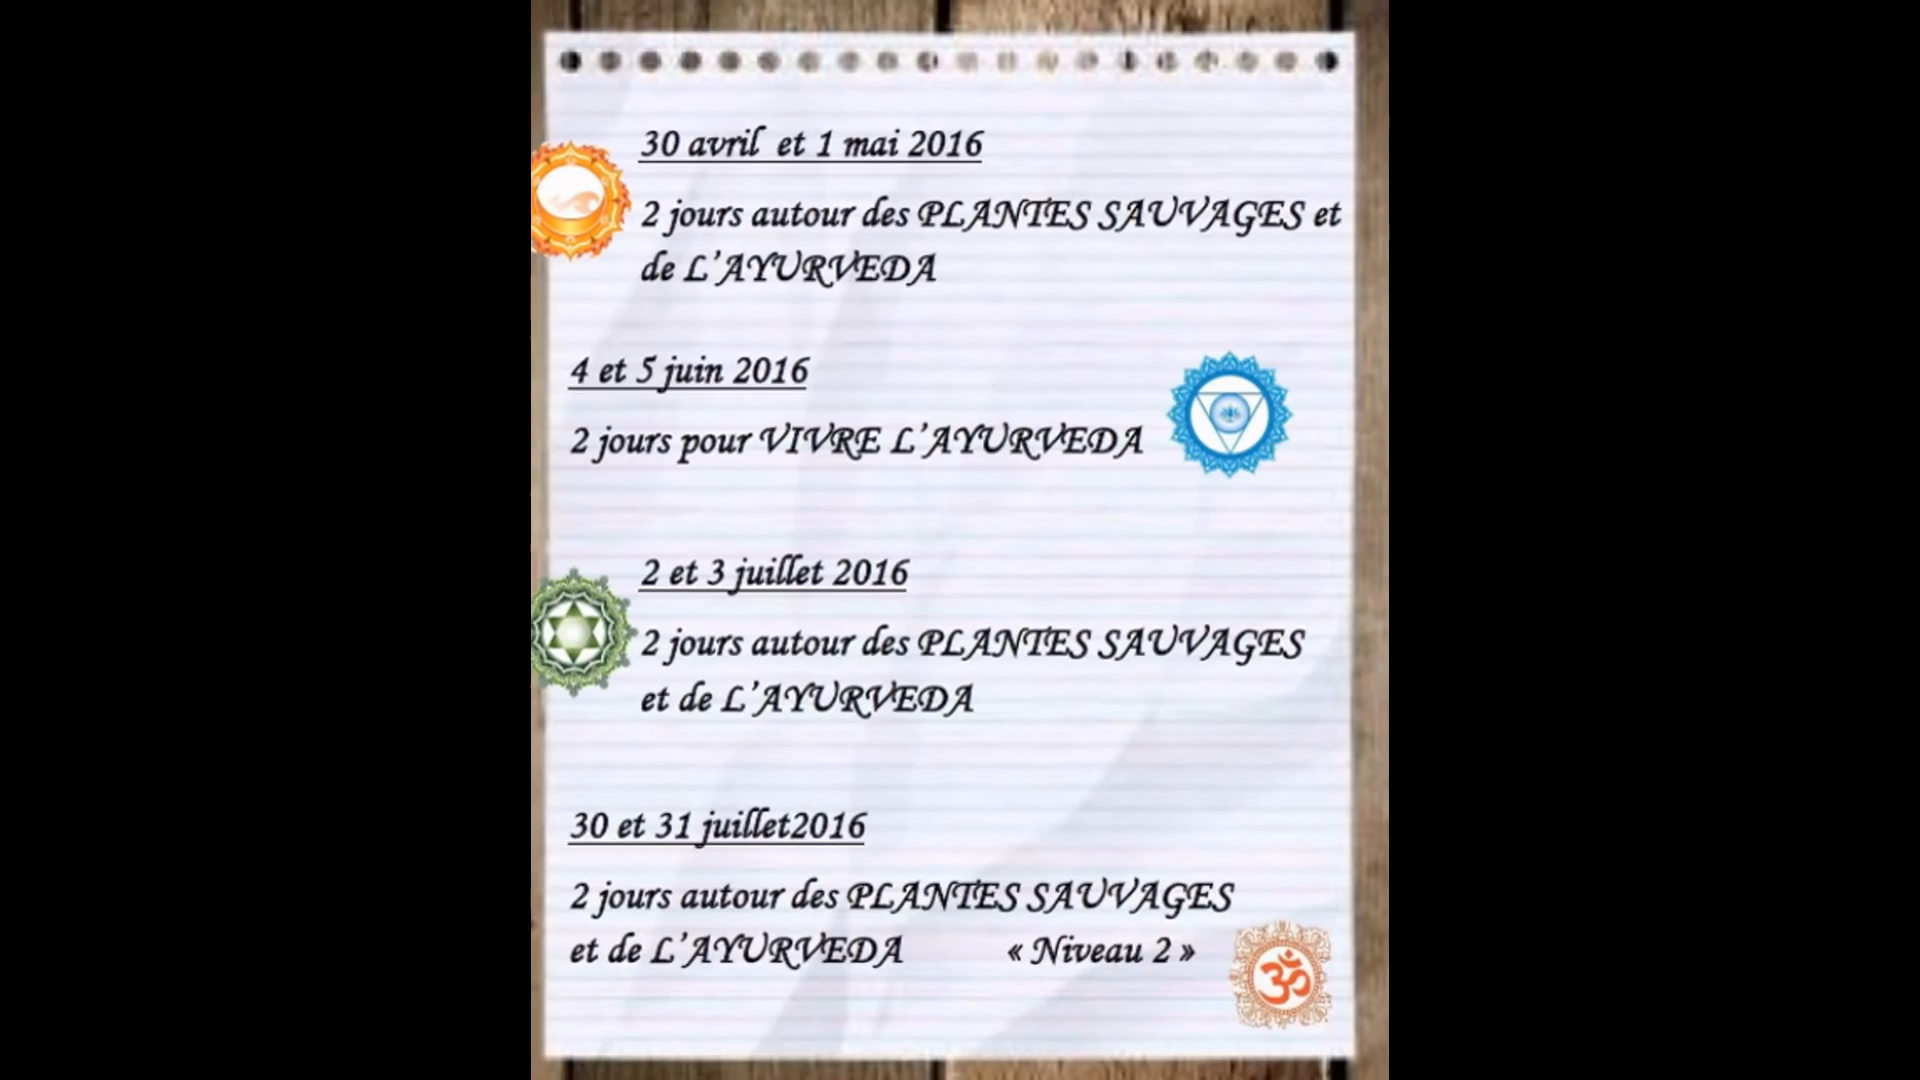 30 avril et 1 mai 2016
2 jours autour des PLANTES SAUVAGES et
de L’AYURVEDA
4 et 5 juin 2016
2 jours pour VIVRE L’AYURVEDA
2 et 3 juillet 2016
2 jours autour des PLANTES SAUVAGES
et de L’AYURVEDA
30 et 31 juillet2016
2 jours autour des PLANTES SAUVAGES
et de L’AYURVEDA « Niveau 2 »
ॐ